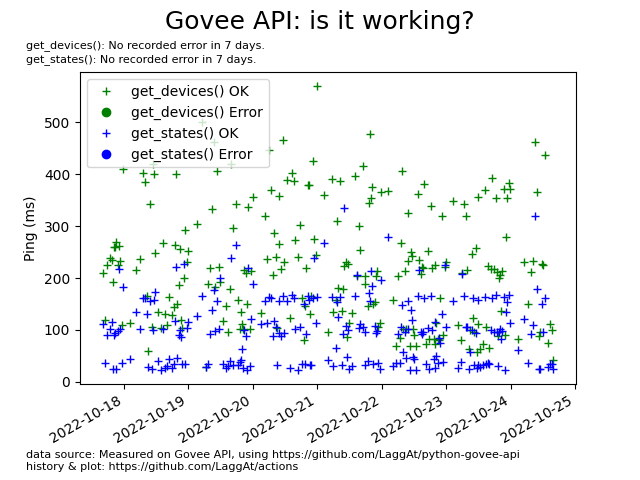 Govee API: is it working?
get_devices(): No recorded error in 7 days.
get_states(): No recorded error in 7 days.
get_devices() OK
get_devices() Error
get_states() OK
get_states() Error
Ping (ms)
500
400
300
200
100
0
2022-10-18
2022-10-19
2022-10-20
2022-10-21
2022-10-22
2022-10-23
2022-10-24
2022-10-25
data source: Measured on Govee API, using https://github.com/LaggAt/python-govee-api
history & plot: https://github.com/LaggAt/actions